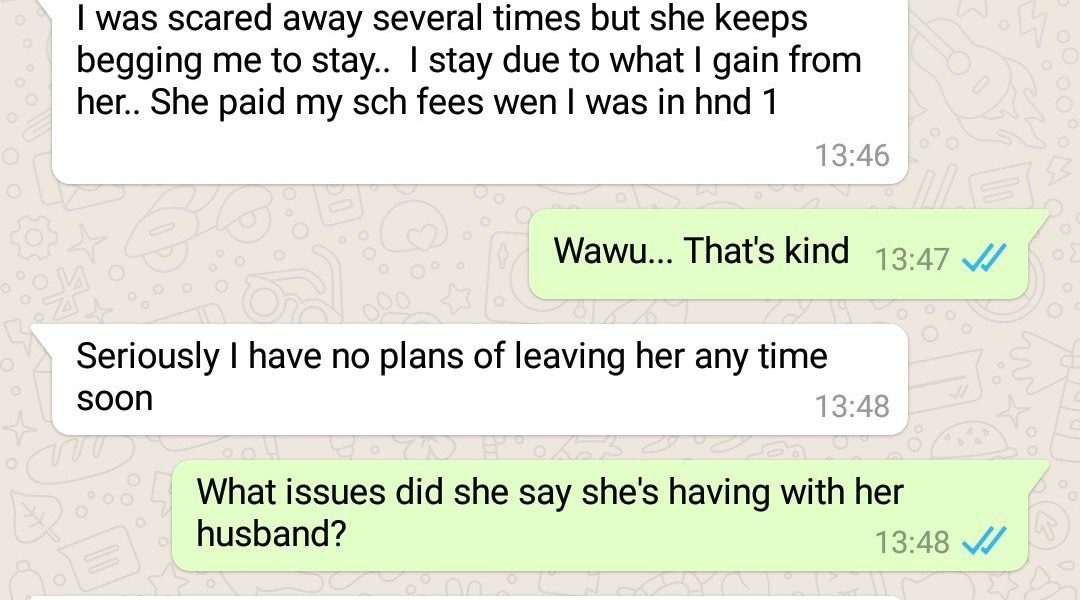 I was scared away several times but she keeps
begging me to stay..  I stay due to what I gain from
her.. She paid my sch fees wen I was in hnd 1
13:46
Wawu... That's kind 13:47
Seriously I have no plans of leaving her any time
soon 13:48
What issues did she say she's having with her
husband? 13:48